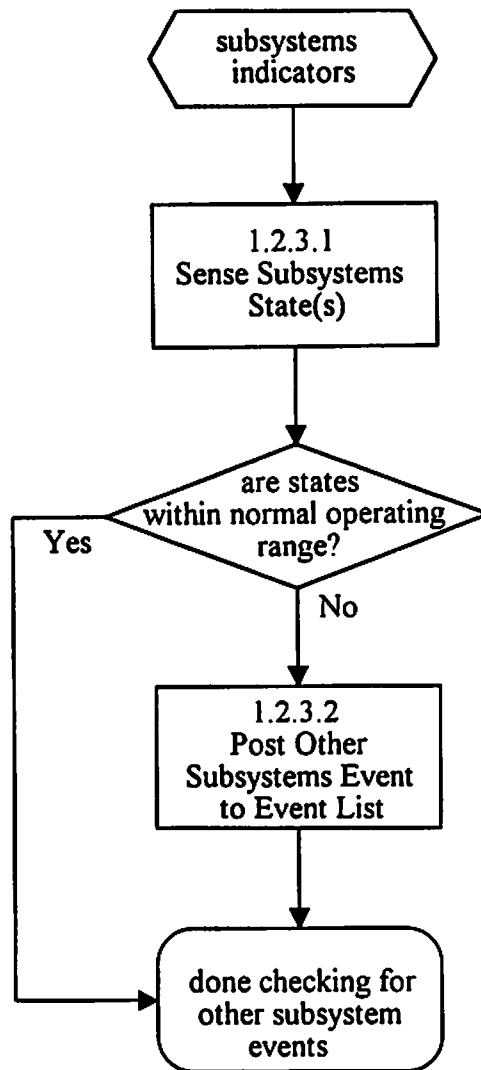 subsystems
indicators
1.2.3.1
Sense Subsystems
State(s)
are states
within normal operating
range?
Yes
No
1.2.3.2
Post Other
Subsystems Event
to Event List
done checking for
other subsystem
events